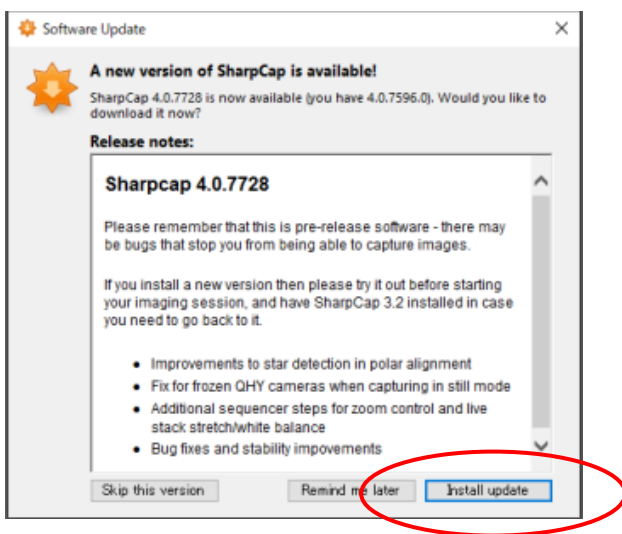 Software Update
A new version of SharpCap is available!
SharpCap 4.0.7728 is now available (you have 4.0.7596.0). Would you like to
download it now?
Release notes:
Sharpcap 4.0.7728
Please remember that this is pre-release software - there may
be bugs that stop you from being able to capture images.
If you install a new version then please try it out before starting
your imaging session, and have SharpCap 3.2 installed in case
you need to go back to it.
• Improvements to star detection in polar alignment
• Fix for frozen QHY cameras when capturing in still mode
• Additional sequencer steps for zoom control and live
stack stretch/white balance
• Bug fixes and stability impovements
Skip this version Remind me later Install update